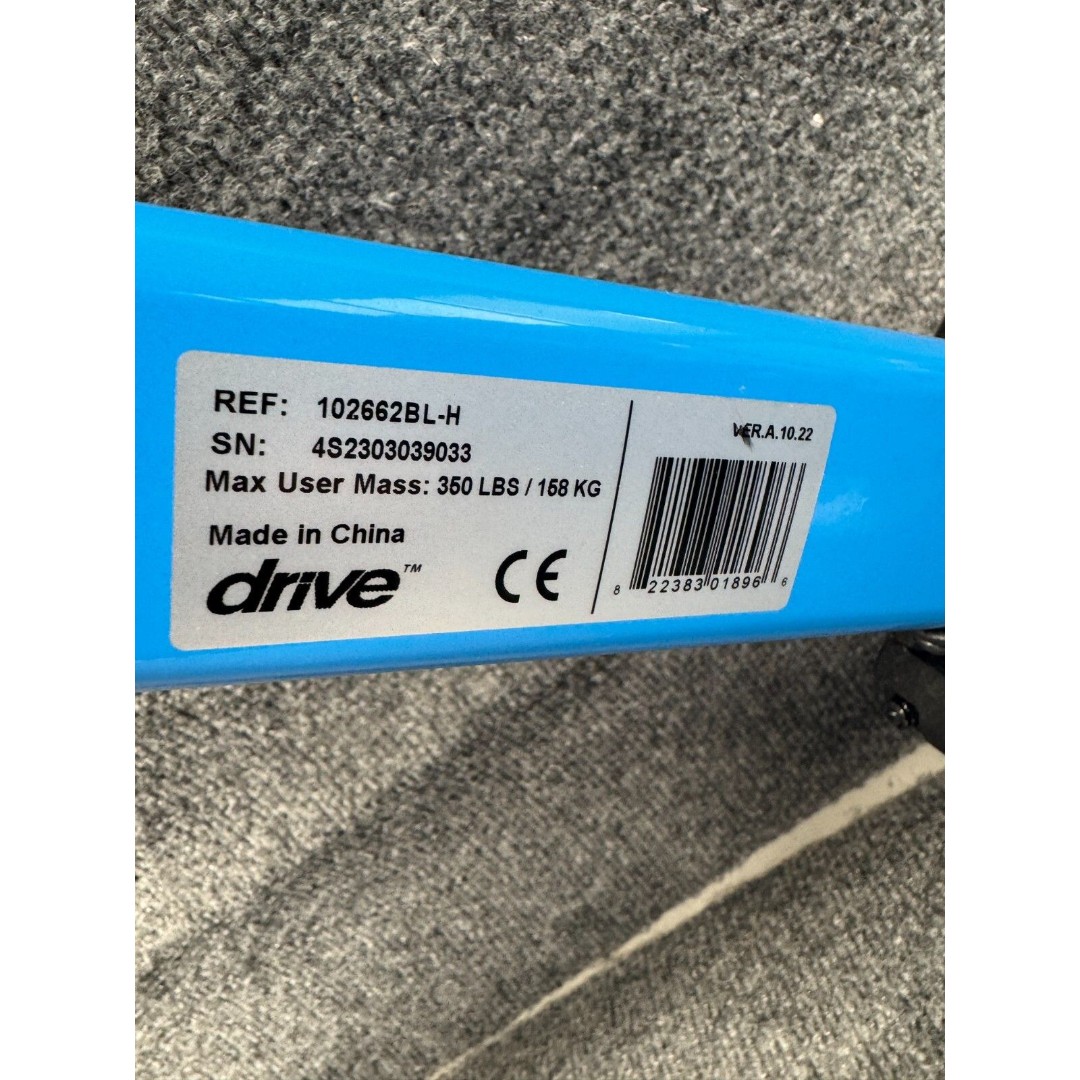 REF: 102662BL-H
SN: 4S2303039033
Max User Mass: 350 LBS / 158 KG
Made in China
drive™
CE
VER.A.10.22
8 22383 01896 6